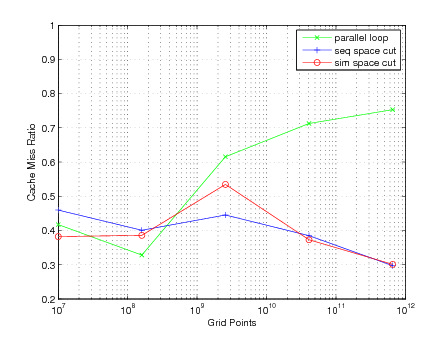 parallel loop
seq space cut
sim space cut
1
0.9
0.8
0.7
0.6
0.5
0.4
0.3
0.2
Cache Miss Ratio
10^7 10^8 10^9 10^10 10^11 10^12
Grid Points